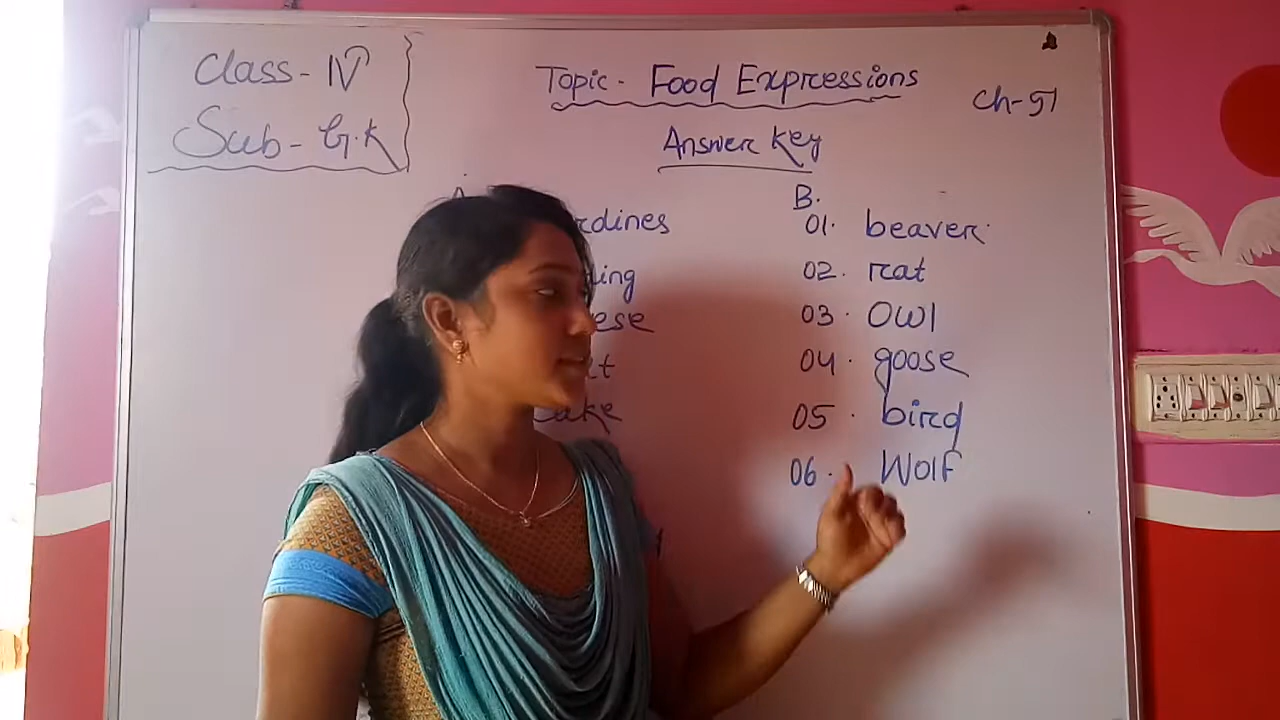 Class - IV
Sub - G.K
Topic - Food Expressions
Ch-51
Answer Key
B.
01. beaver
02. rat
03. Owl
04. goose
05. bird
06. Wolf